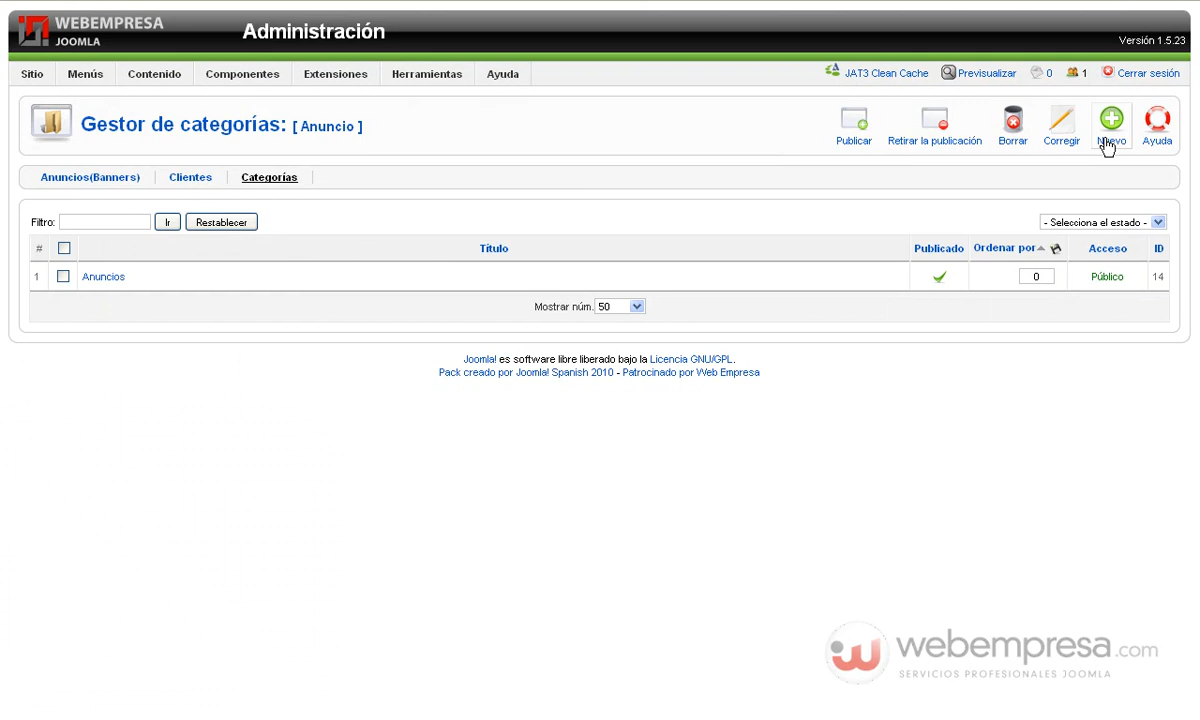 WEBEMPRESA
JOOMLA
Administración
Versión 1.5.23
Sitio Menús Contenido Componentes Extensiones Herramientas Ayuda JAT3 Clean Cache Previsualizar 0 1 Cerrar sesión
Gestor de categorías: [ Anuncio ]
Publicar Retirar la publicación Borrar Corregir Nuevo Ayuda
Anuncios(Banners) Clientes Categorías
Filtro: Ir Restablecer - Selecciona el estado -
# Título Publicado Ordenar por Acceso ID
1 Anuncios 0 Público 14
Mostrar núm. 50
Joomla! es software libre liberado bajo la Licencia GNU/GPL.
Pack creado por Joomla! Spanish 2010 - Patrocinado por Web Empresa
webempresa.com
SERVICIOS PROFESIONALES JOOMLA